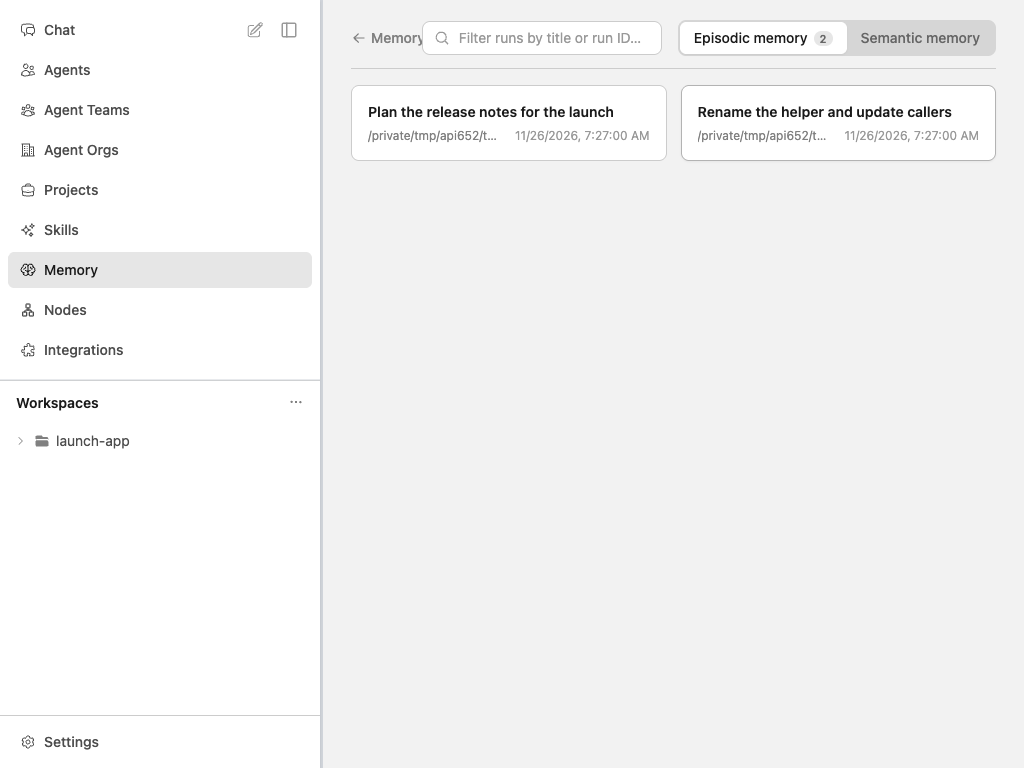 Chat
Agents
Agent Teams
Agent Orgs
Projects
Skills
Memory
Nodes
Integrations
Workspaces
launch-app
Settings
Memory
Filter runs by title or run ID...
Episodic memory 2
Semantic memory
Plan the release notes for the launch
/private/tmp/api652/t... 11/26/2026, 7:27:00 AM
Rename the helper and update callers
/private/tmp/api652/t... 11/26/2026, 7:27:00 AM